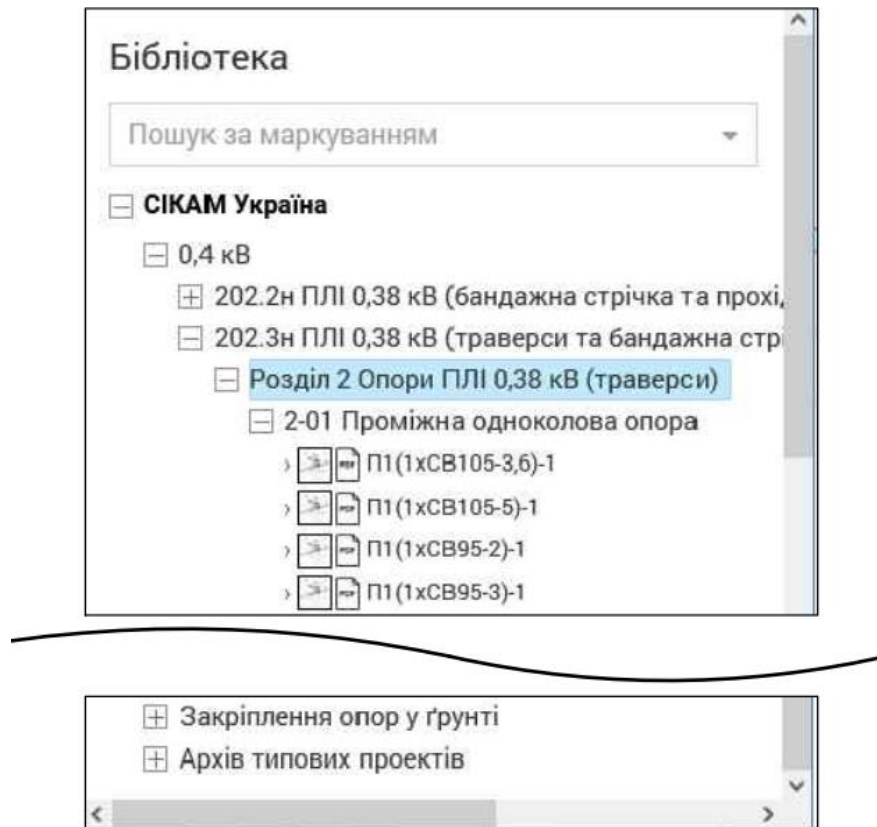 Бібліотека
Пошук за маркуванням
СІКАМ Україна
0,4 кВ
202.2н ПЛІ 0,38 кВ (бандажна стрічка та прохі
202.3н ПЛІ 0,38 кВ (траверси та бандажна стрі
Розділ 2 Опори ПЛІ 0,38 кВ (траверси)
2-01 Проміжна одноколова опора
П1(1хСВ105-3,6)-1
П1(1хСВ105-5)-1
П1(1хСВ95-2)-1
П1(1хСВ95-3)-1
Закріплення опор у ґрунті
Архів типових проектів